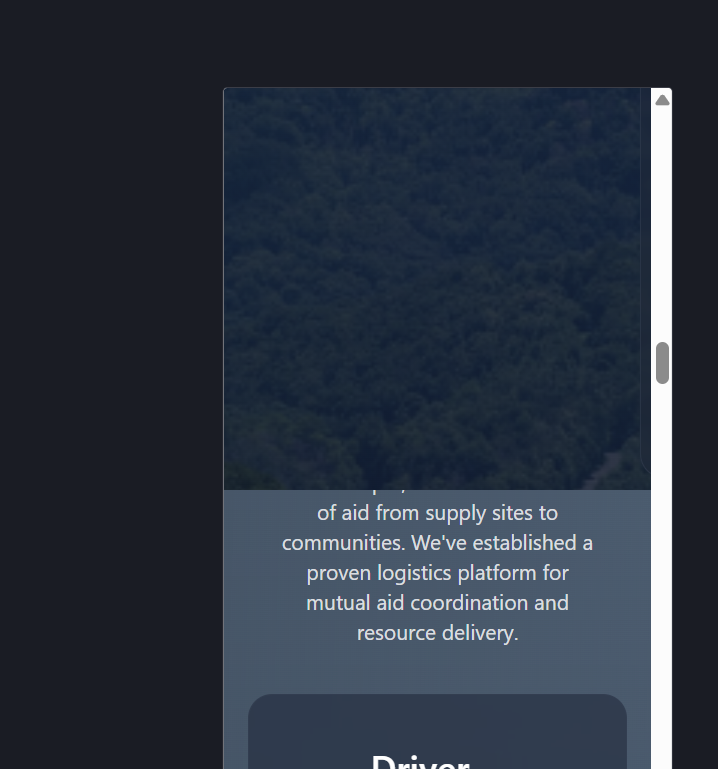 of aid from supply sites to
communities. We've established a
proven logistics platform for
mutual aid coordination and
resource delivery.
Driver